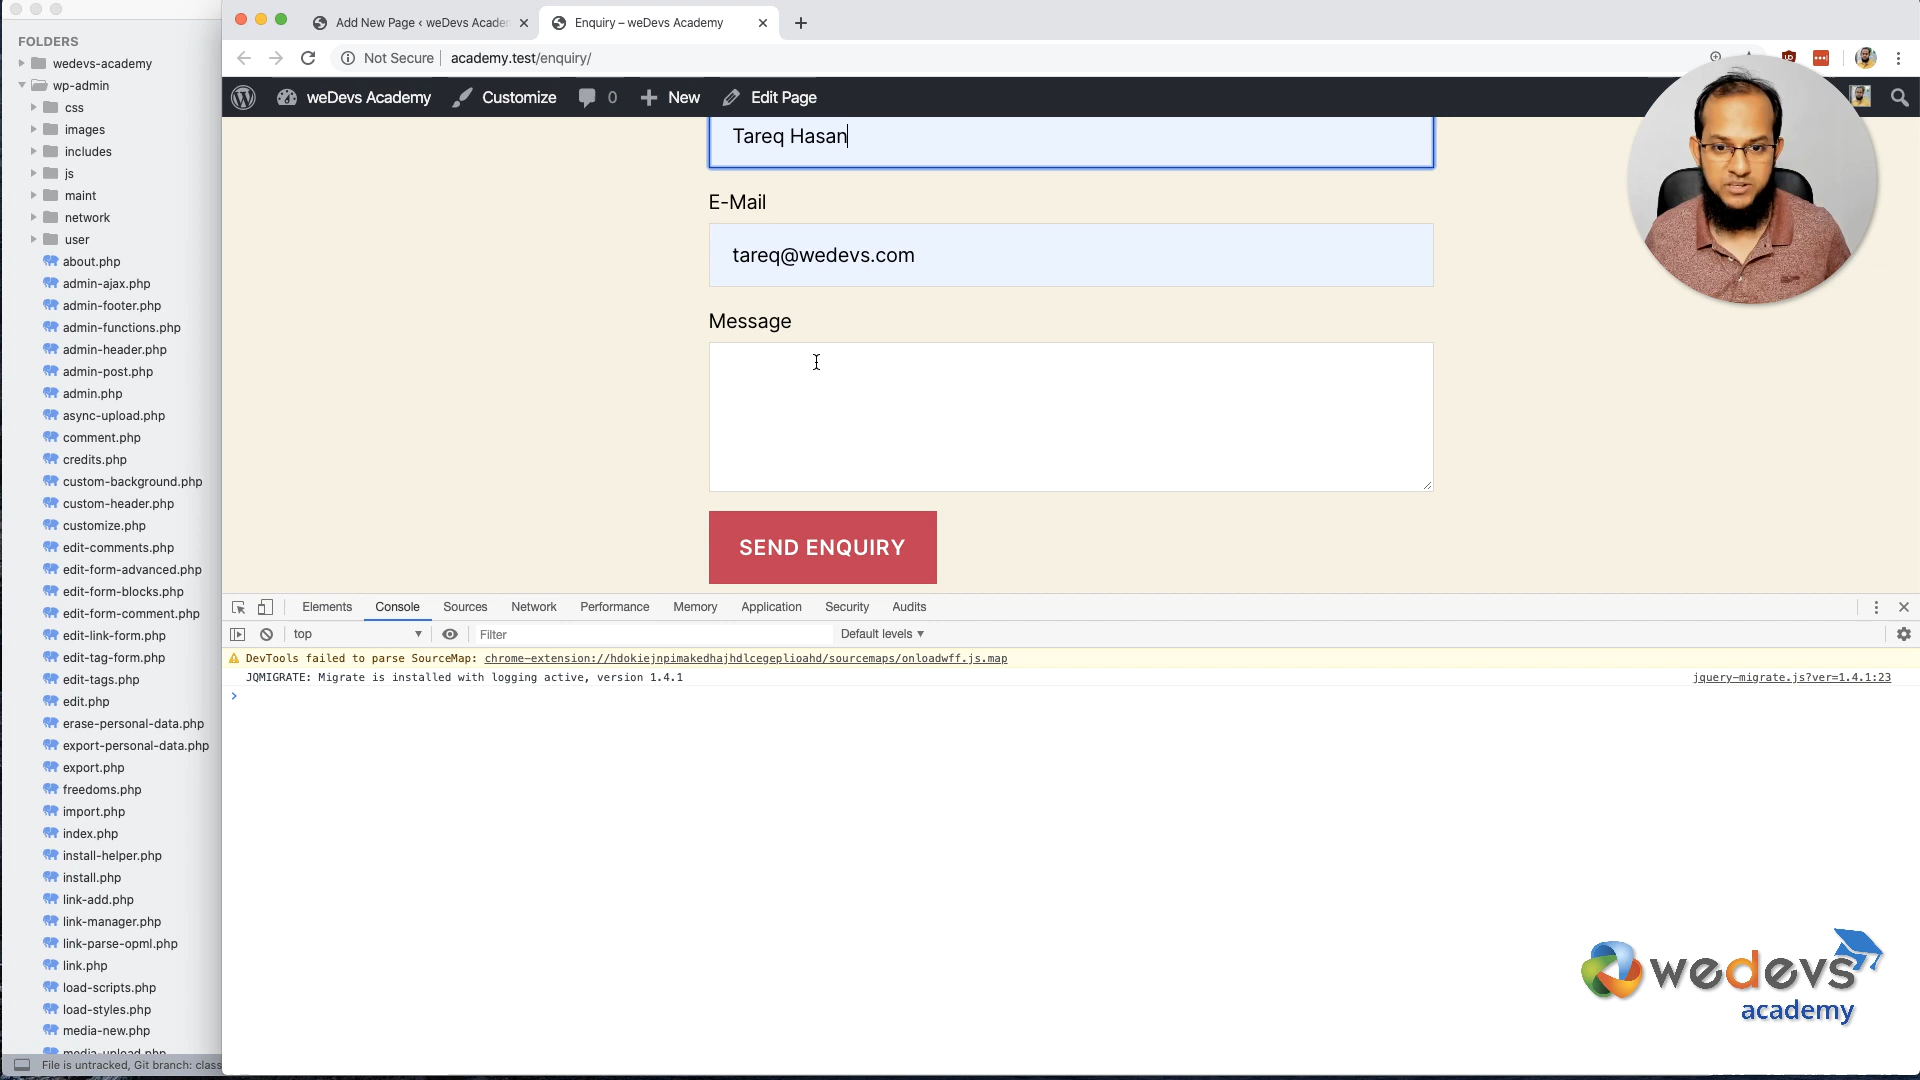 FOLDERS
wedevs-academy
wp-admin
css
images
includes
js
maint
network
user
about.php
admin-ajax.php
admin-footer.php
admin-functions.php
admin-header.php
admin-post.php
admin.php
async-upload.php
comment.php
credits.php
custom-background.php
custom-header.php
customize.php
edit-comments.php
edit-form-advanced.php
edit-form-blocks.php
edit-form-comment.php
edit-link-form.php
edit-tag-form.php
edit-tags.php
edit.php
erase-personal-data.php
export-personal-data.php
export.php
freedoms.php
import.php
index.php
install-helper.php
install.php
link-add.php
link-manager.php
link-parse-opml.php
link.php
load-scripts.php
load-styles.php
media-new.php
media-upload.php
File is untracked, Git branch: class
Add New Page ‹ weDevs Acade
Enquiry – weDevs Academy
Not Secure
academy.test/enquiry/
weDevs Academy
Customize
0
New
Edit Page
Tareq Hasan
E-Mail
tareq@wedevs.com
Message
SEND ENQUIRY
Elements
Console
Sources
Network
Performance
Memory
Application
Security
Audits
top
Filter
Default levels
DevTools failed to parse SourceMap: chrome-extension://hdokiejnpimakedhajhdlcegeplioahd/sourcemaps/onloadwff.js.map
JQMIGRATE: Migrate is installed with logging active, version 1.4.1
jquery-migrate.js?ver=1.4.1:23
wedevs
academy